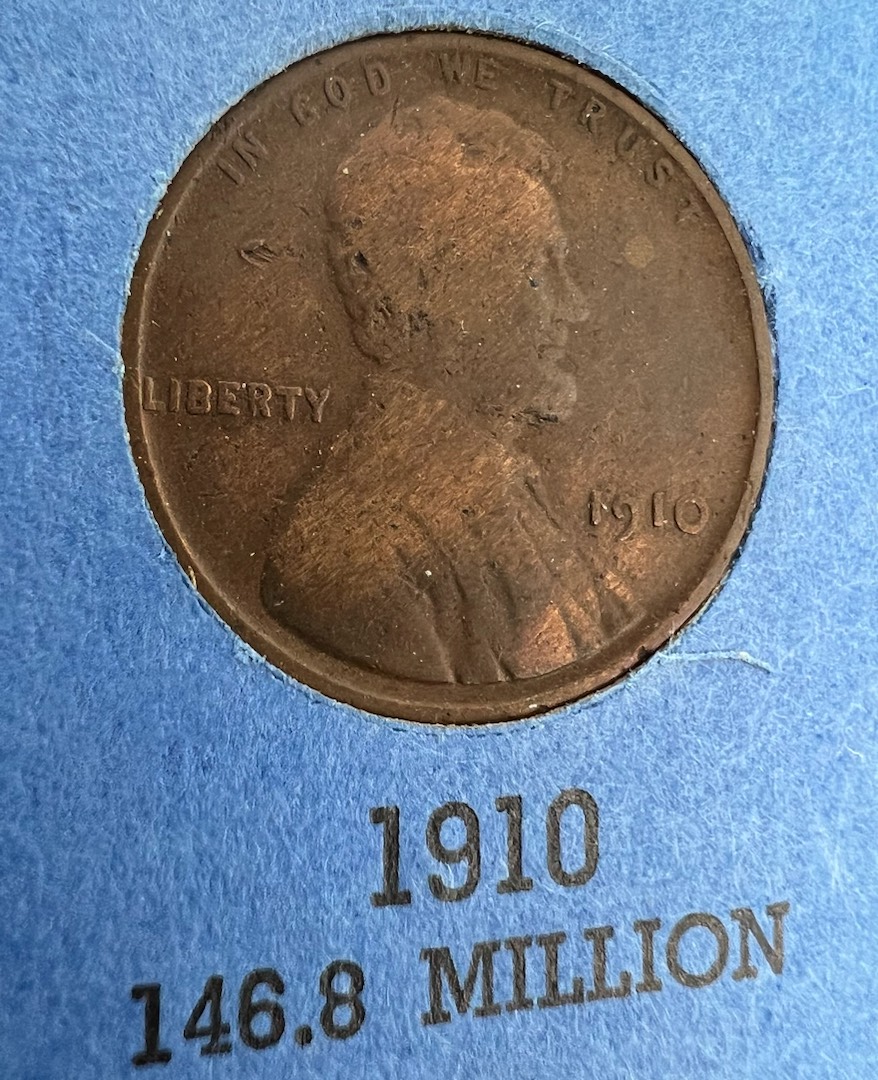 IN GOD WE TRUST
LIBERTY
1910
1910
146.8 MILLION